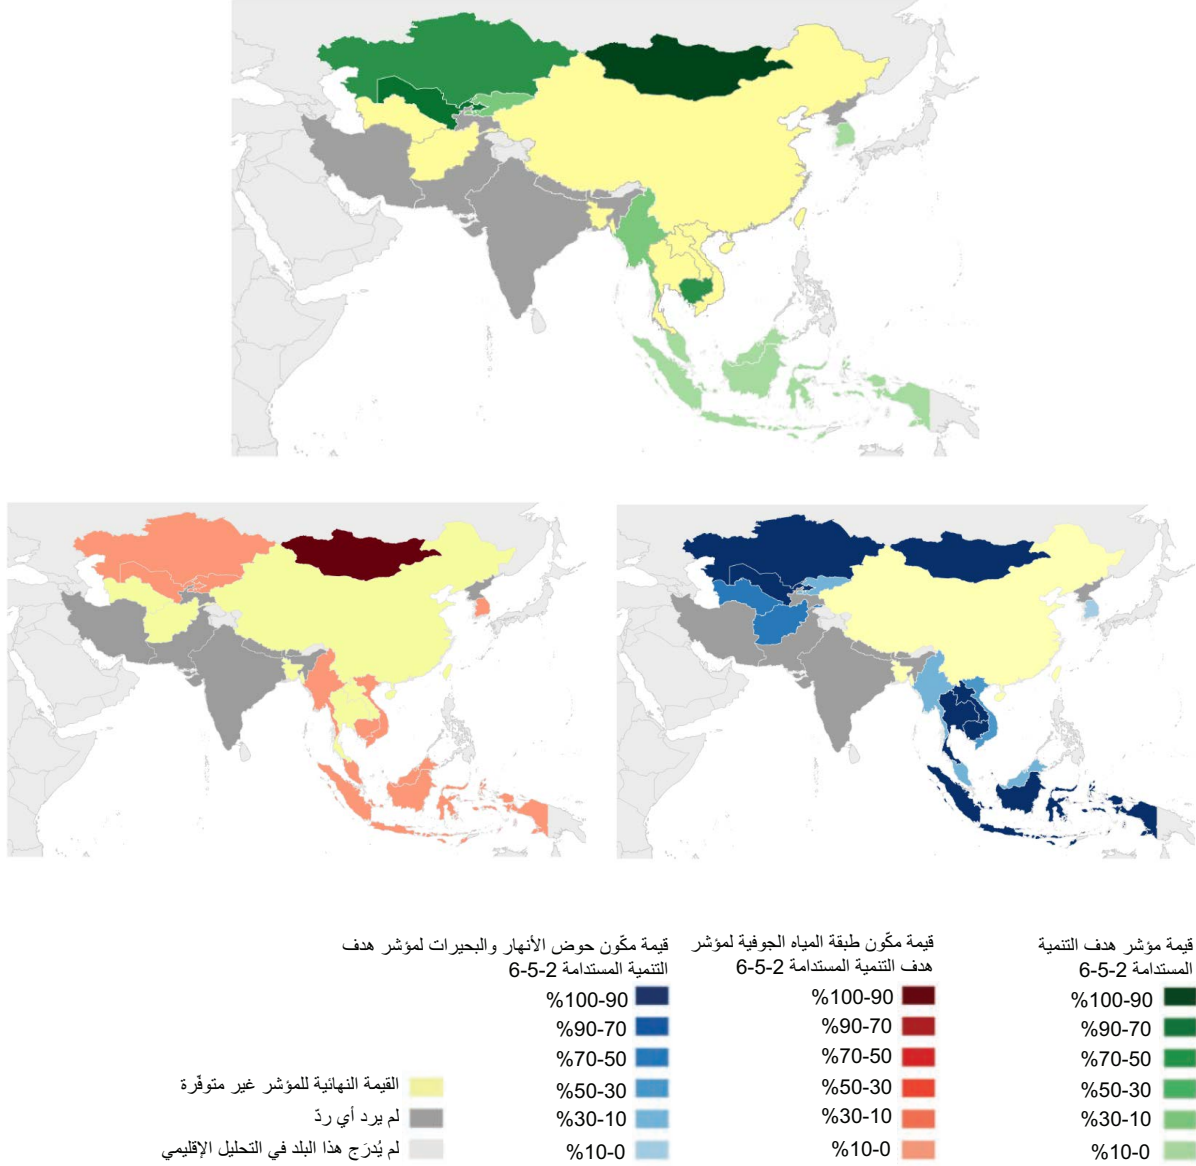 قيمة مؤشر هدف التنمية
المستدامة 2-5-6
%100-90
%90-70
%70-50
%50-30
%30-10
%10-0
قيمة مكّون طبقة المياه الجوفية لمؤشر
هدف التنمية المستدامة 2-5-6
%100-90
%90-70
%70-50
%50-30
%30-10
%10-0
قيمة مكّون حوض الأنهار والبحيرات لمؤشر هدف
التنمية المستدامة 2-5-6
%100-90
%90-70
%70-50
%50-30
%30-10
%10-0
القيمة النهائية للمؤشر غير متوفّرة
لم يرد أي ردّ
لم يُدرَج هذا البلد في التحليل الإقليمي